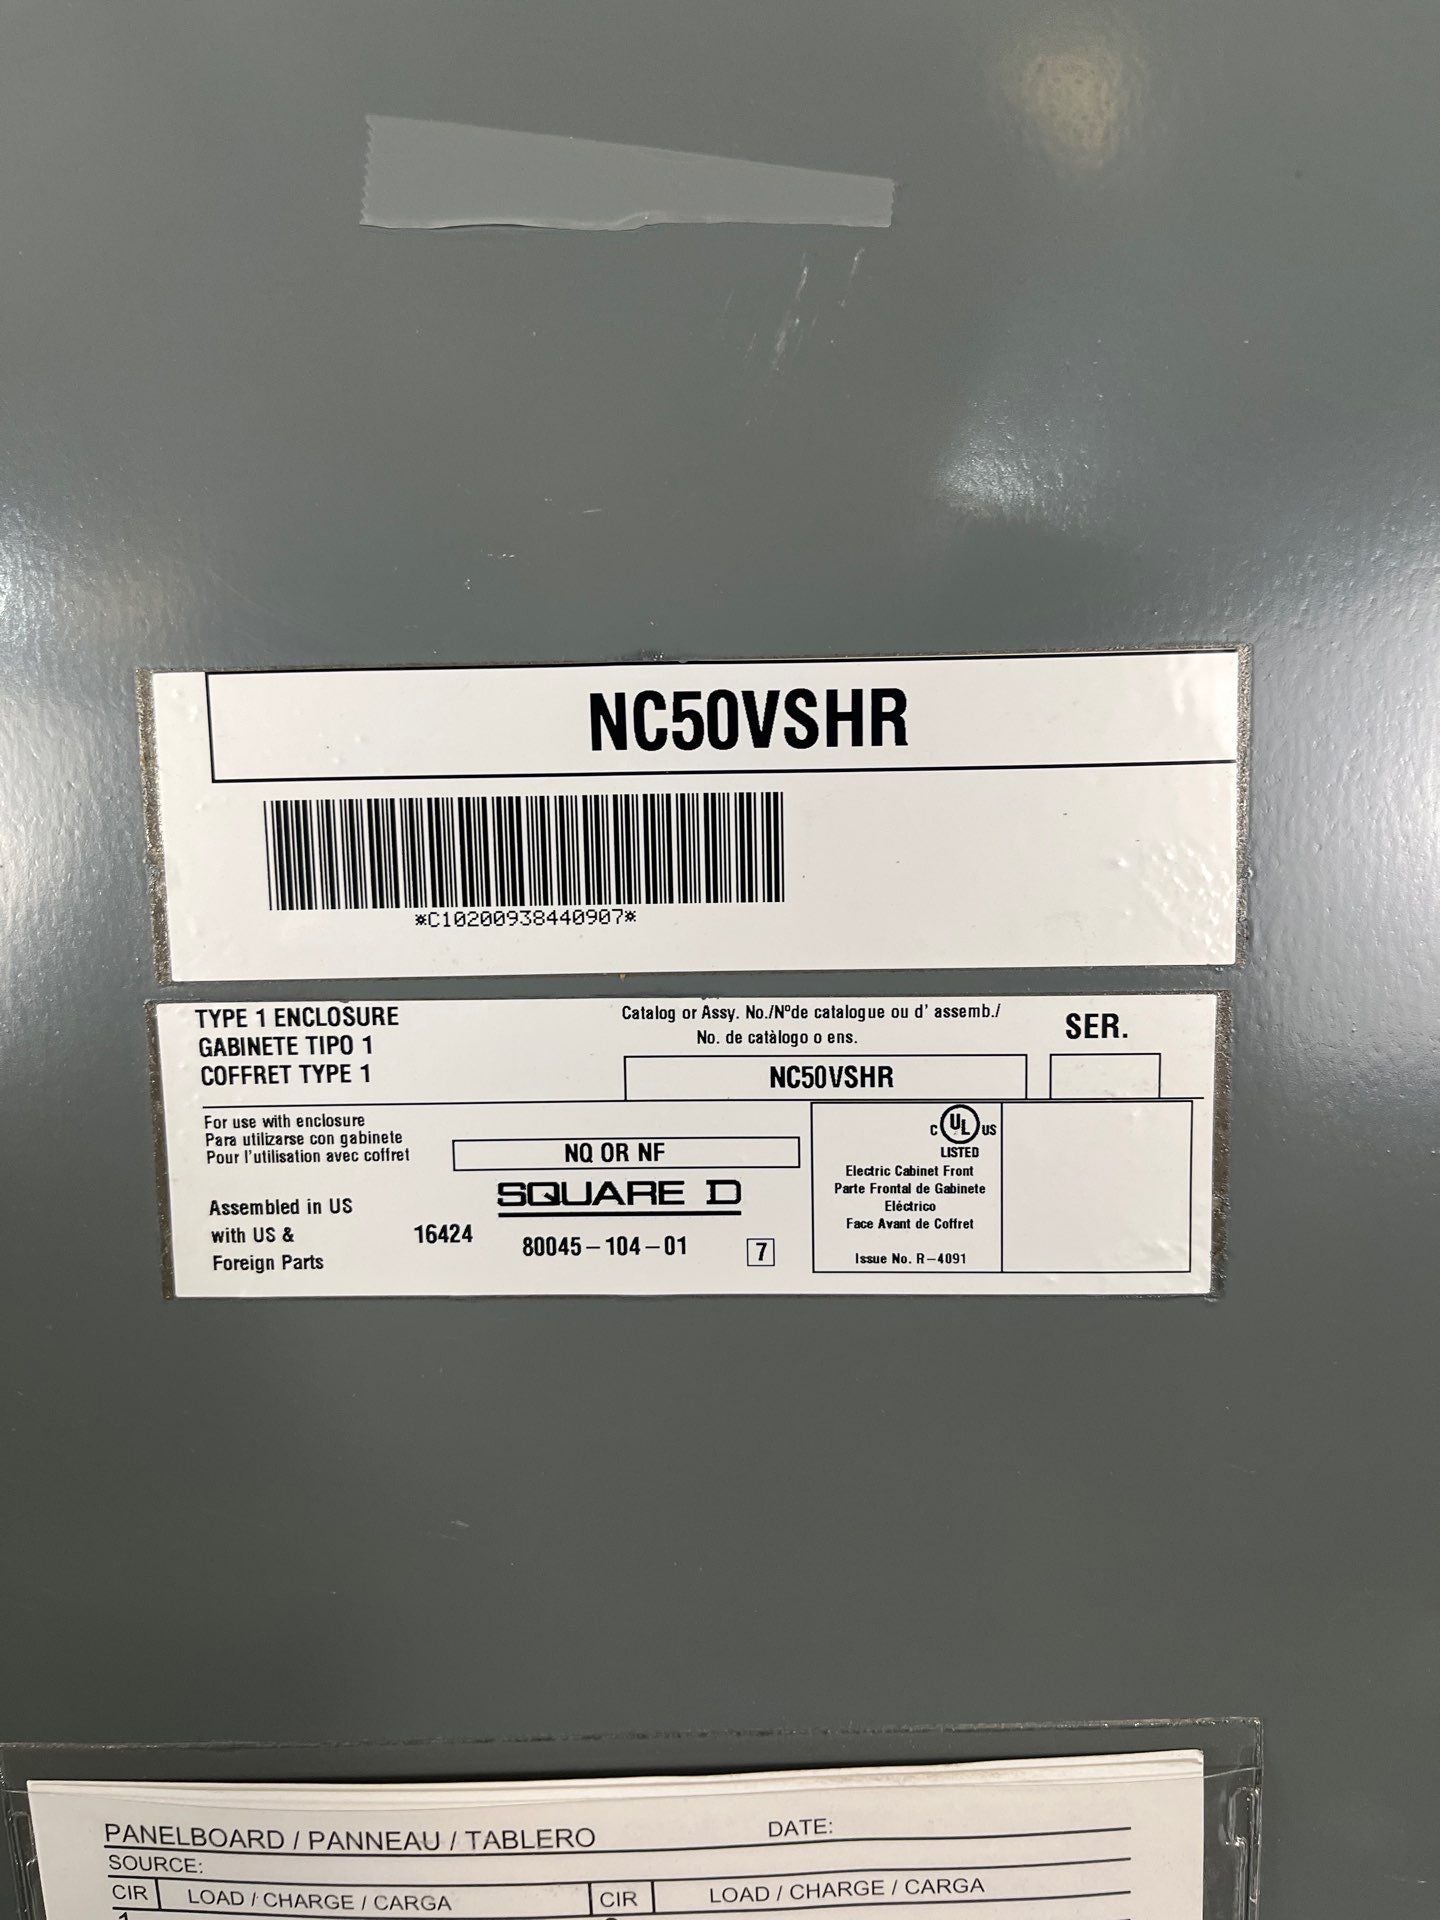 NC50VSHR
*C10200938440907*
TYPE 1 ENCLOSURE
GABINETE TIPO 1
COFFRET TYPE 1
Catalog or Assy. No./Nºde catalogue ou d' assemb./
No. de catàlogo o ens.
NC50VSHR
SER.
For use with enclosure
Para utilizarse con gabinete
Pour l'utilisation avec coffret
NQ OR NF
SQUARE D
Assembled in US
with US &
Foreign Parts
16424
80045-104-01
7
C UL US
LISTED
Electric Cabinet Front
Parte Frontal de Gabinete
Eléctrico
Face Avant de Coffret
Issue No. R-4091
PANELBOARD / PANNEAU / TABLERO DATE:
SOURCE:
CIR LOAD / CHARGE / CARGA CIR LOAD / CHARGE / CARGA
1